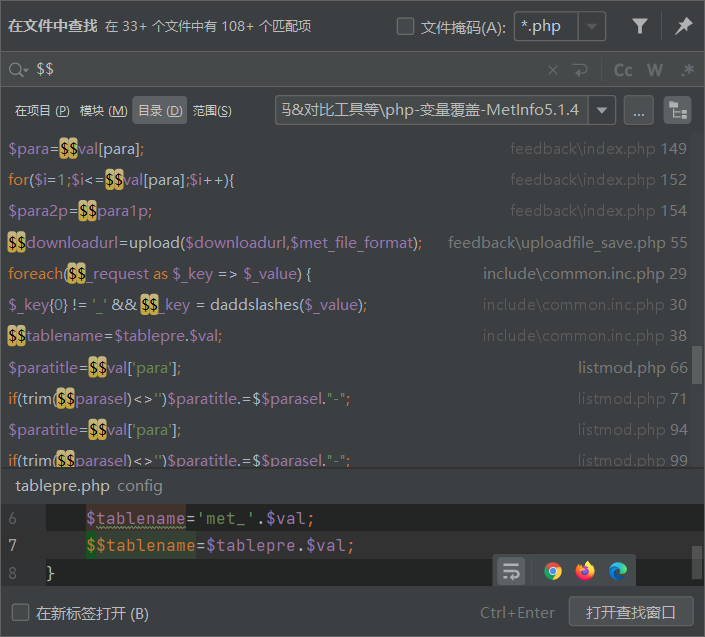 在文件中查找 在 33+ 个文件中有 108+ 个匹配项 文件掩码(A): *.php
$$ Cc W .*
在项目 (P) 模块 (M) 目录 (D) 范围(S) 马&对比工具等\php-变量覆盖-MetInfo5.1.4 ...
$para=$$val[para]; feedback\index.php 149
for($i=1;$i<=$$val[para];$i++){ feedback\index.php 152
$para2p=$$para1p; feedback\index.php 154
$$downloadurl=upload($downloadurl,$met_file_format); feedback\uploadfile_save.php 55
foreach($$_request as $_key => $_value) { include\common.inc.php 29
$_key{0} != '_' && $$_key = daddslashes($_value); include\common.inc.php 30
$$tablename=$tablepre.$val; include\common.inc.php 38
$paratitle=$$val['para']; listmod.php 66
if(trim($$parasel)<>'')$paratitle.=$$parasel."-"; listmod.php 71
$paratitle=$$val['para']; listmod.php 94
if(trim($$parasel)<>'')$paratitle.=$$parasel."-"; listmod.php 99
tablepre.php config
6 $tablename='met_'.$val;
7 $$tablename=$tablepre.$val;
8 }
在新标签打开 (B) Ctrl+Enter 打开查找窗口